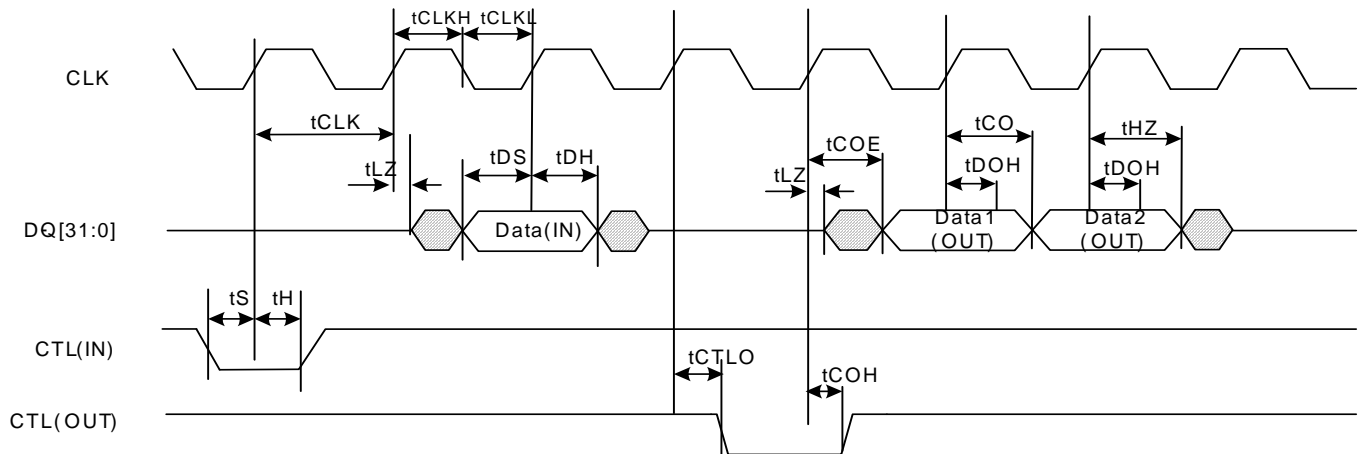 tCLKH tCLKL
CLK
tCLK
tCO
tHZ
tCOE
tDS tDH
tLZ
tLZ
tDOH
tDOH
DQ[31:0]
Data(IN)
Data1
(OUT)
Data2
(OUT)
tS tH
CTL(IN)
tCTLO
tCOH
CTL(OUT)